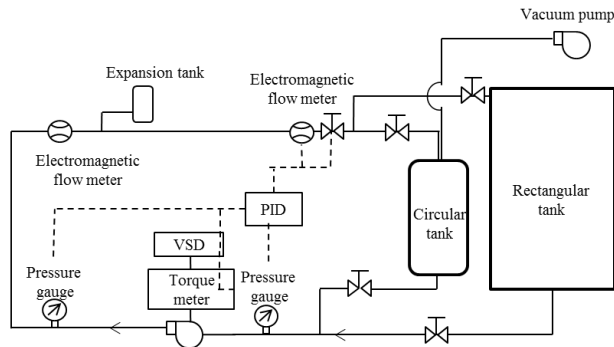 Vacuum pump
Expansion tank
Electromagnetic
flow meter
Electromagnetic
flow meter
Rectangular
tank
Circular
tank
PID
VSD
Torque
meter
Pressure
gauge
Pressure
gauge